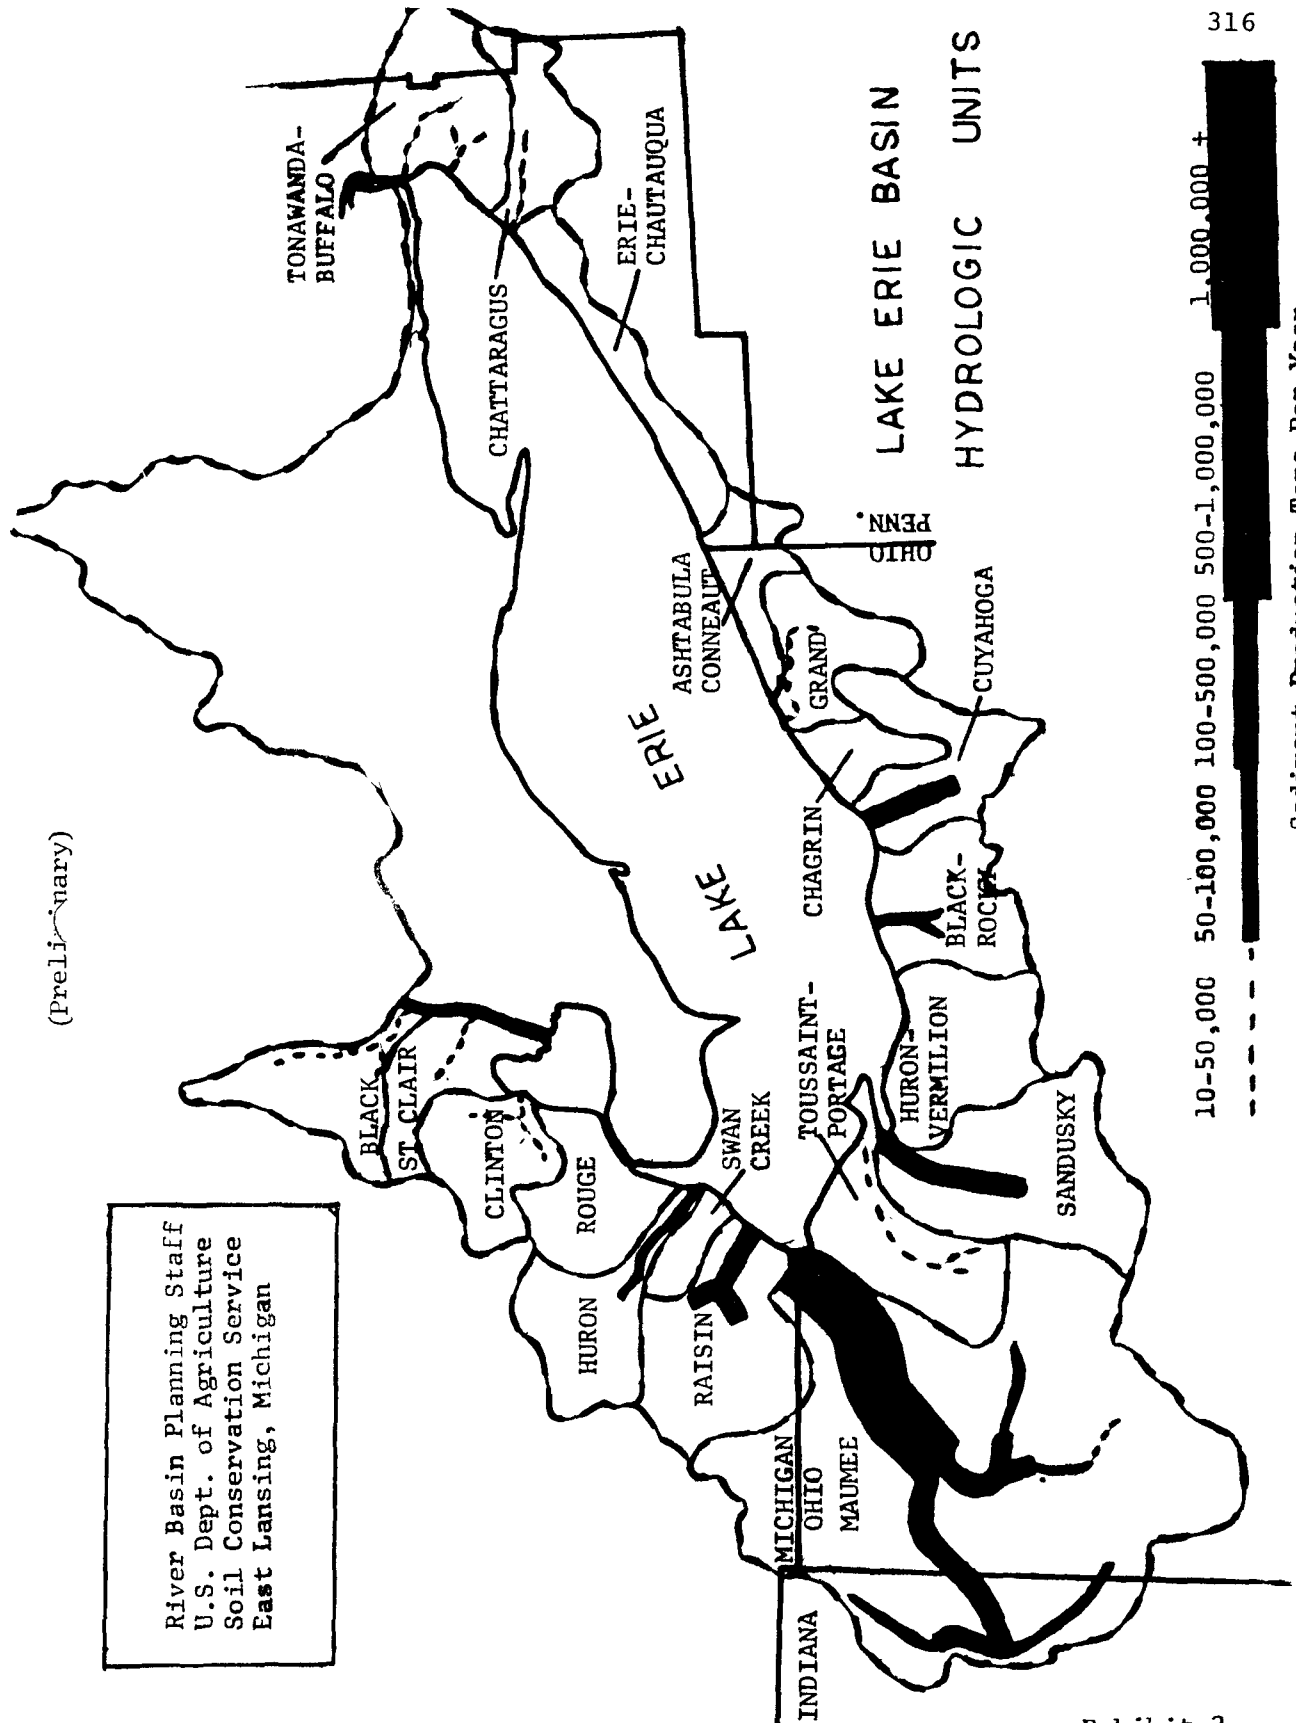 316
(Preli nary)
River Basin Planning Staff
U.S. Dept. of Agriculture
Soil Conservation Service
East Lansing, Michigan
TONAWANDA-
BUFFALO
CHATTARAGUS
ERIE-
CHAUTAUQUA
LAKE ERIE BASIN
HYDROLOGIC UNITS
PENN.
OHIO
ASHTABULA
CONNEAUT
GRAND
CUYAHOGA
CHAGRIN
LAKE ERIE
BLACK-
HURON-
VERMILION
TOUSSAINT-
PORTAGE
SANDUSKY
SWAN
CREEK
BLACK
ST CLAIR
CLINTON
ROUGE
HURON
RAISIN
MICHIGAN
OHIO
MAUMEE
INDIANA
10-50,000 50-100,000 100-500,000 500-1,000,000 1,000,000 +